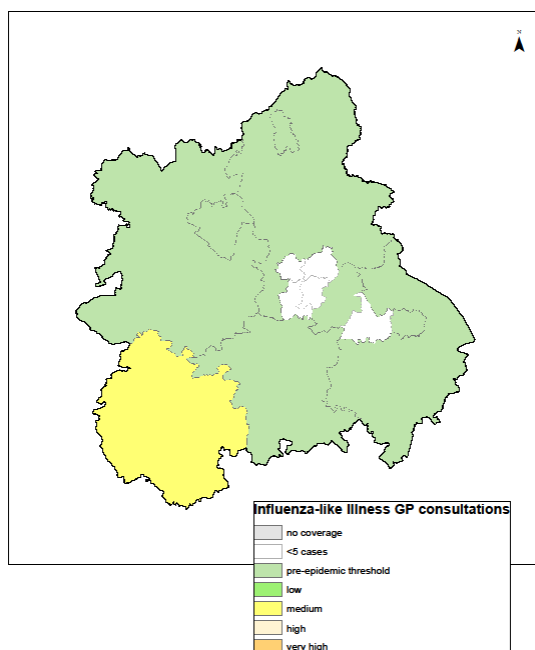 N
Influenza-like Illness GP consultations
no coverage
<5 cases
pre-epidemic threshold
low
medium
high
very high